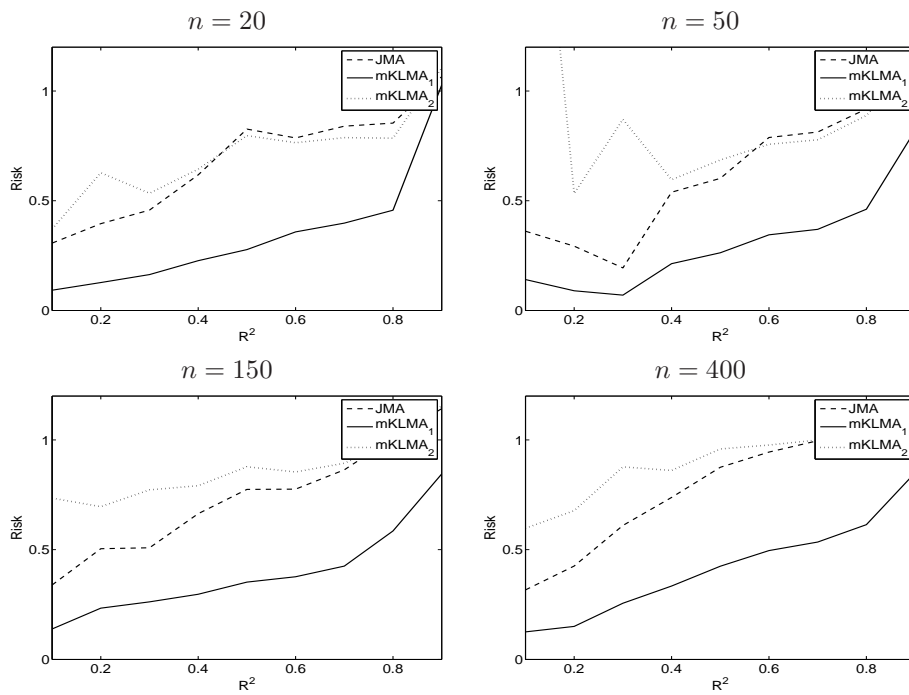 n = 20
JMA
mKLMA₁
mKLMA₂
1
0.5
0
Risk
0.2 0.4 0.6 0.8
R²
n = 50
JMA
mKLMA₁
mKLMA₂
1
0.5
0
Risk
0.2 0.4 0.6 0.8
R²
n = 150
JMA
mKLMA₁
mKLMA₂
1
0.5
0
Risk
0.2 0.4 0.6 0.8
R²
n = 400
JMA
mKLMA₁
mKLMA₂
1
0.5
0
Risk
0.2 0.4 0.6 0.8
R²